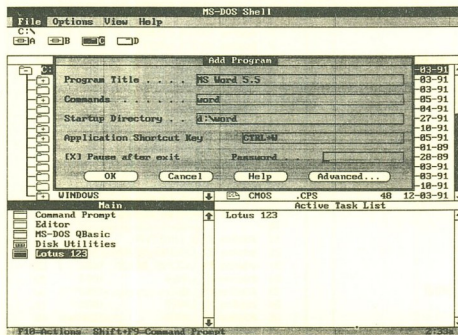 MS-DOS Shell
File Options View Help
C:\
A B C D
Add Program
Program Title . . . . MS Word 5.5
Commands . . . . . . word
Startup Directory . . d:\word
Application Shortcut Key CTRL+W
[X] Pause after exit Password . .
OK Cancel Help Advanced...
-03-91
-03-91
-05-91
-04-91
-27-91
-10-91
-05-91
-01-89
-28-89
-03-91
-03-91
-10-91
WINDOWS CMOS .CPS 48 12-03-91
Main
Command Prompt
Editor
MS-DOS QBasic
Disk Utilities
Lotus 123
Active Task List
Lotus 123
F10=Actions Shift+F9=Command Prompt 2:33a